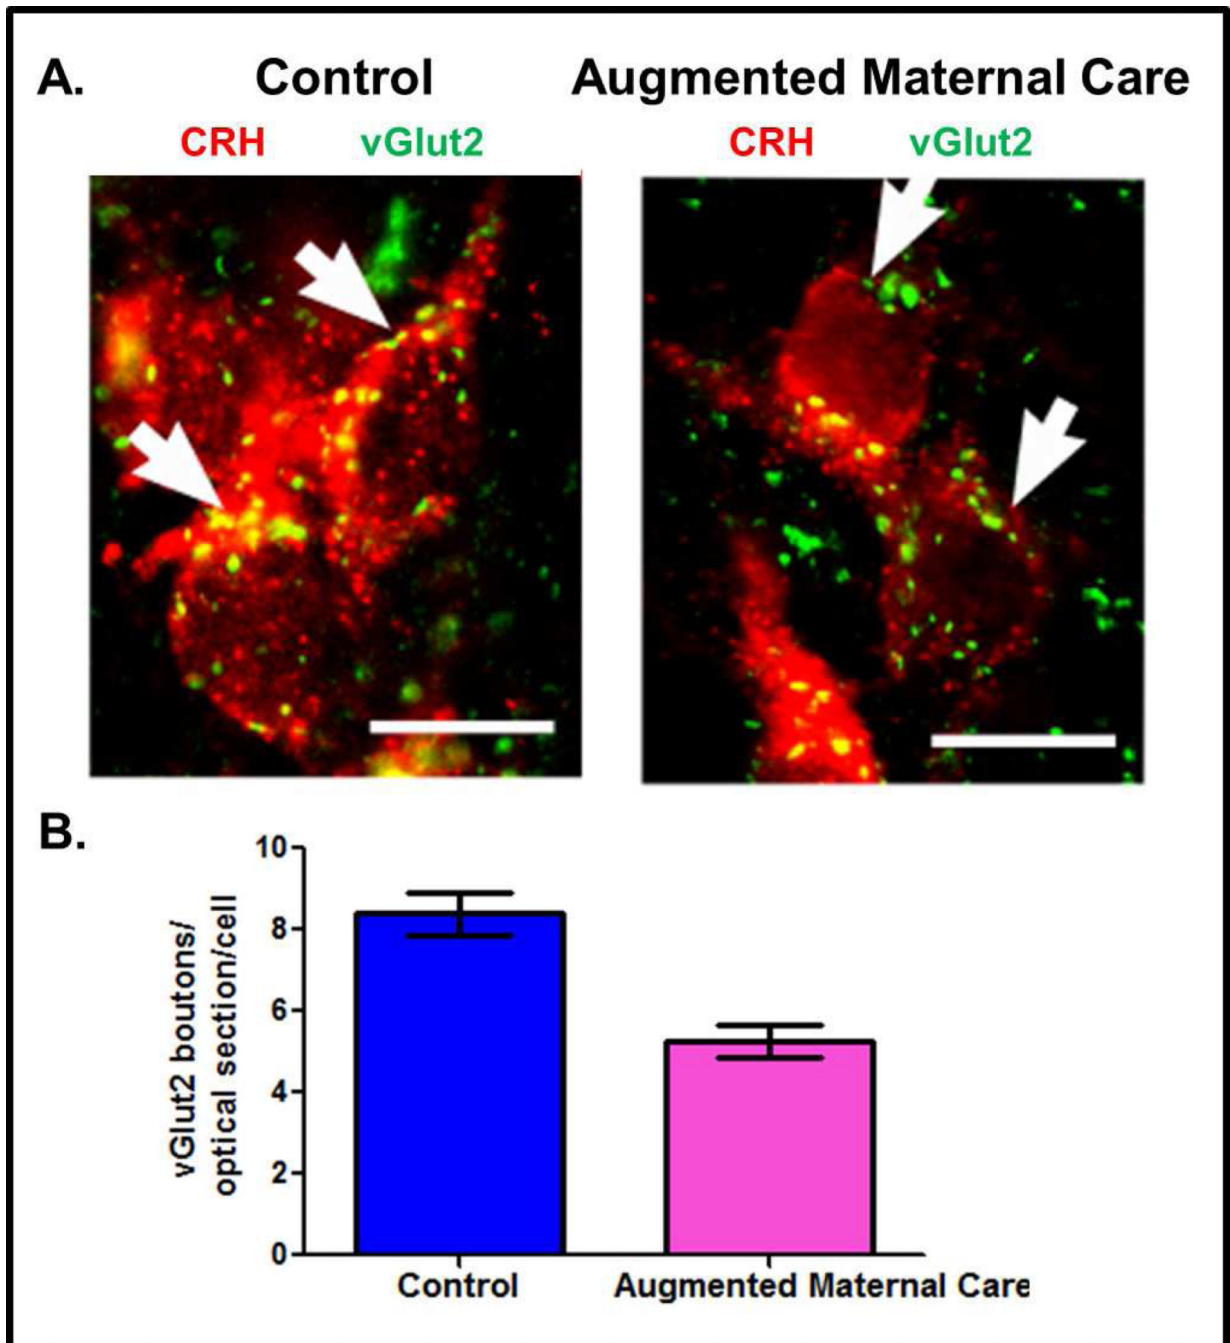 A.
Control
Augmented Maternal Care
CRH
vGlut2
CRH
vGlut2
B.
vGlut2 boutons/
optical section/cell
10
8
6
4
2
0
Control
Augmented Maternal Care